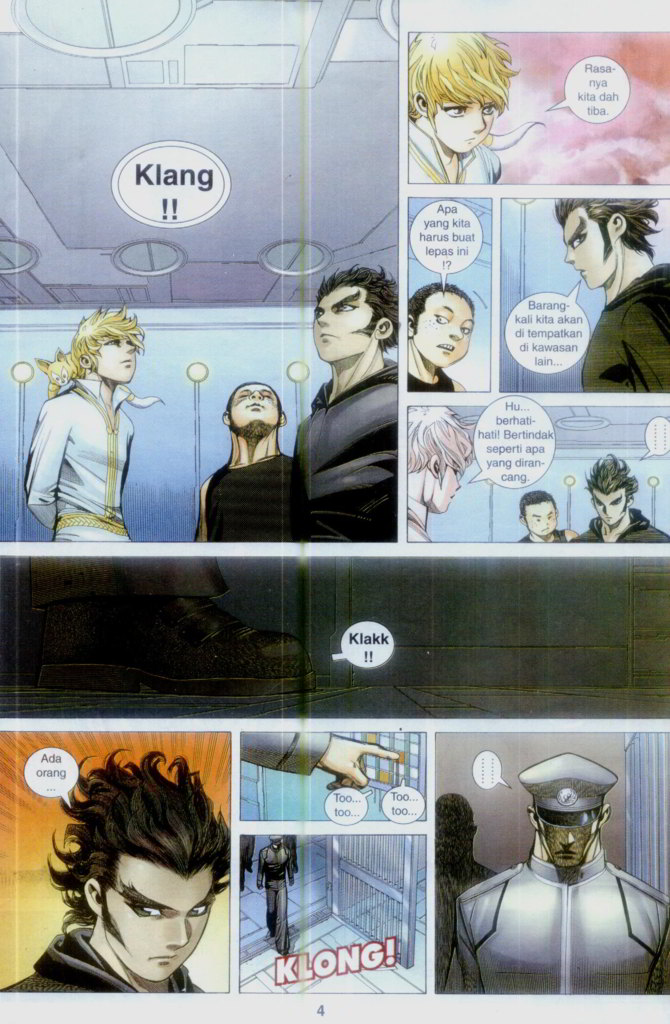 Klang
!!
Rasa-
nya
kita dah
tiba.
Apa
yang kita
harus buat
lepas ini
!?
Barang-
kali kita akan
di tempatkan
di kawasan
lain...
Hu...
berhati-
hati! Bertindak
seperti apa
yang diran-
cang.
Klakk
!!
Ada
orang
...
Too...
too...
Too...
too...
KLONG!
4